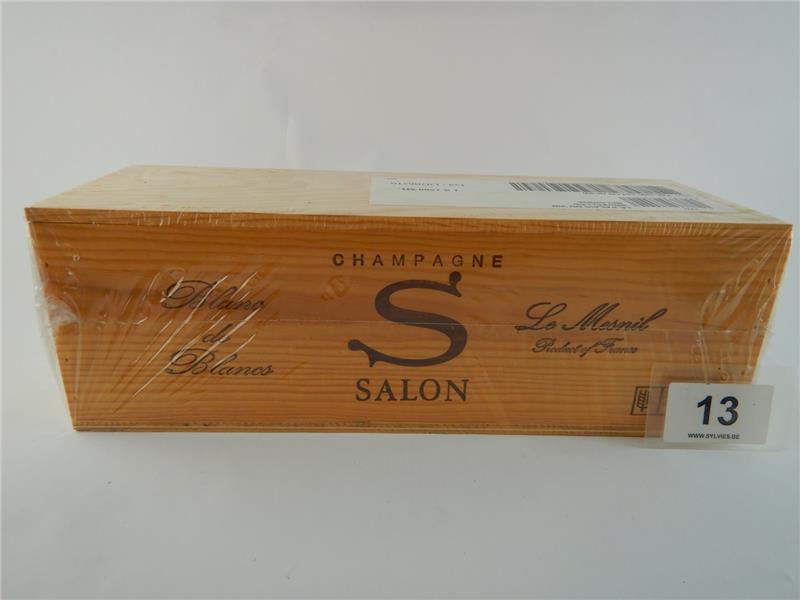 CHAMPAGNE
S
SALON
Blanc
de
Blancs
Le Mesnil
Product of France
13
WWW.SYLVIES.BE